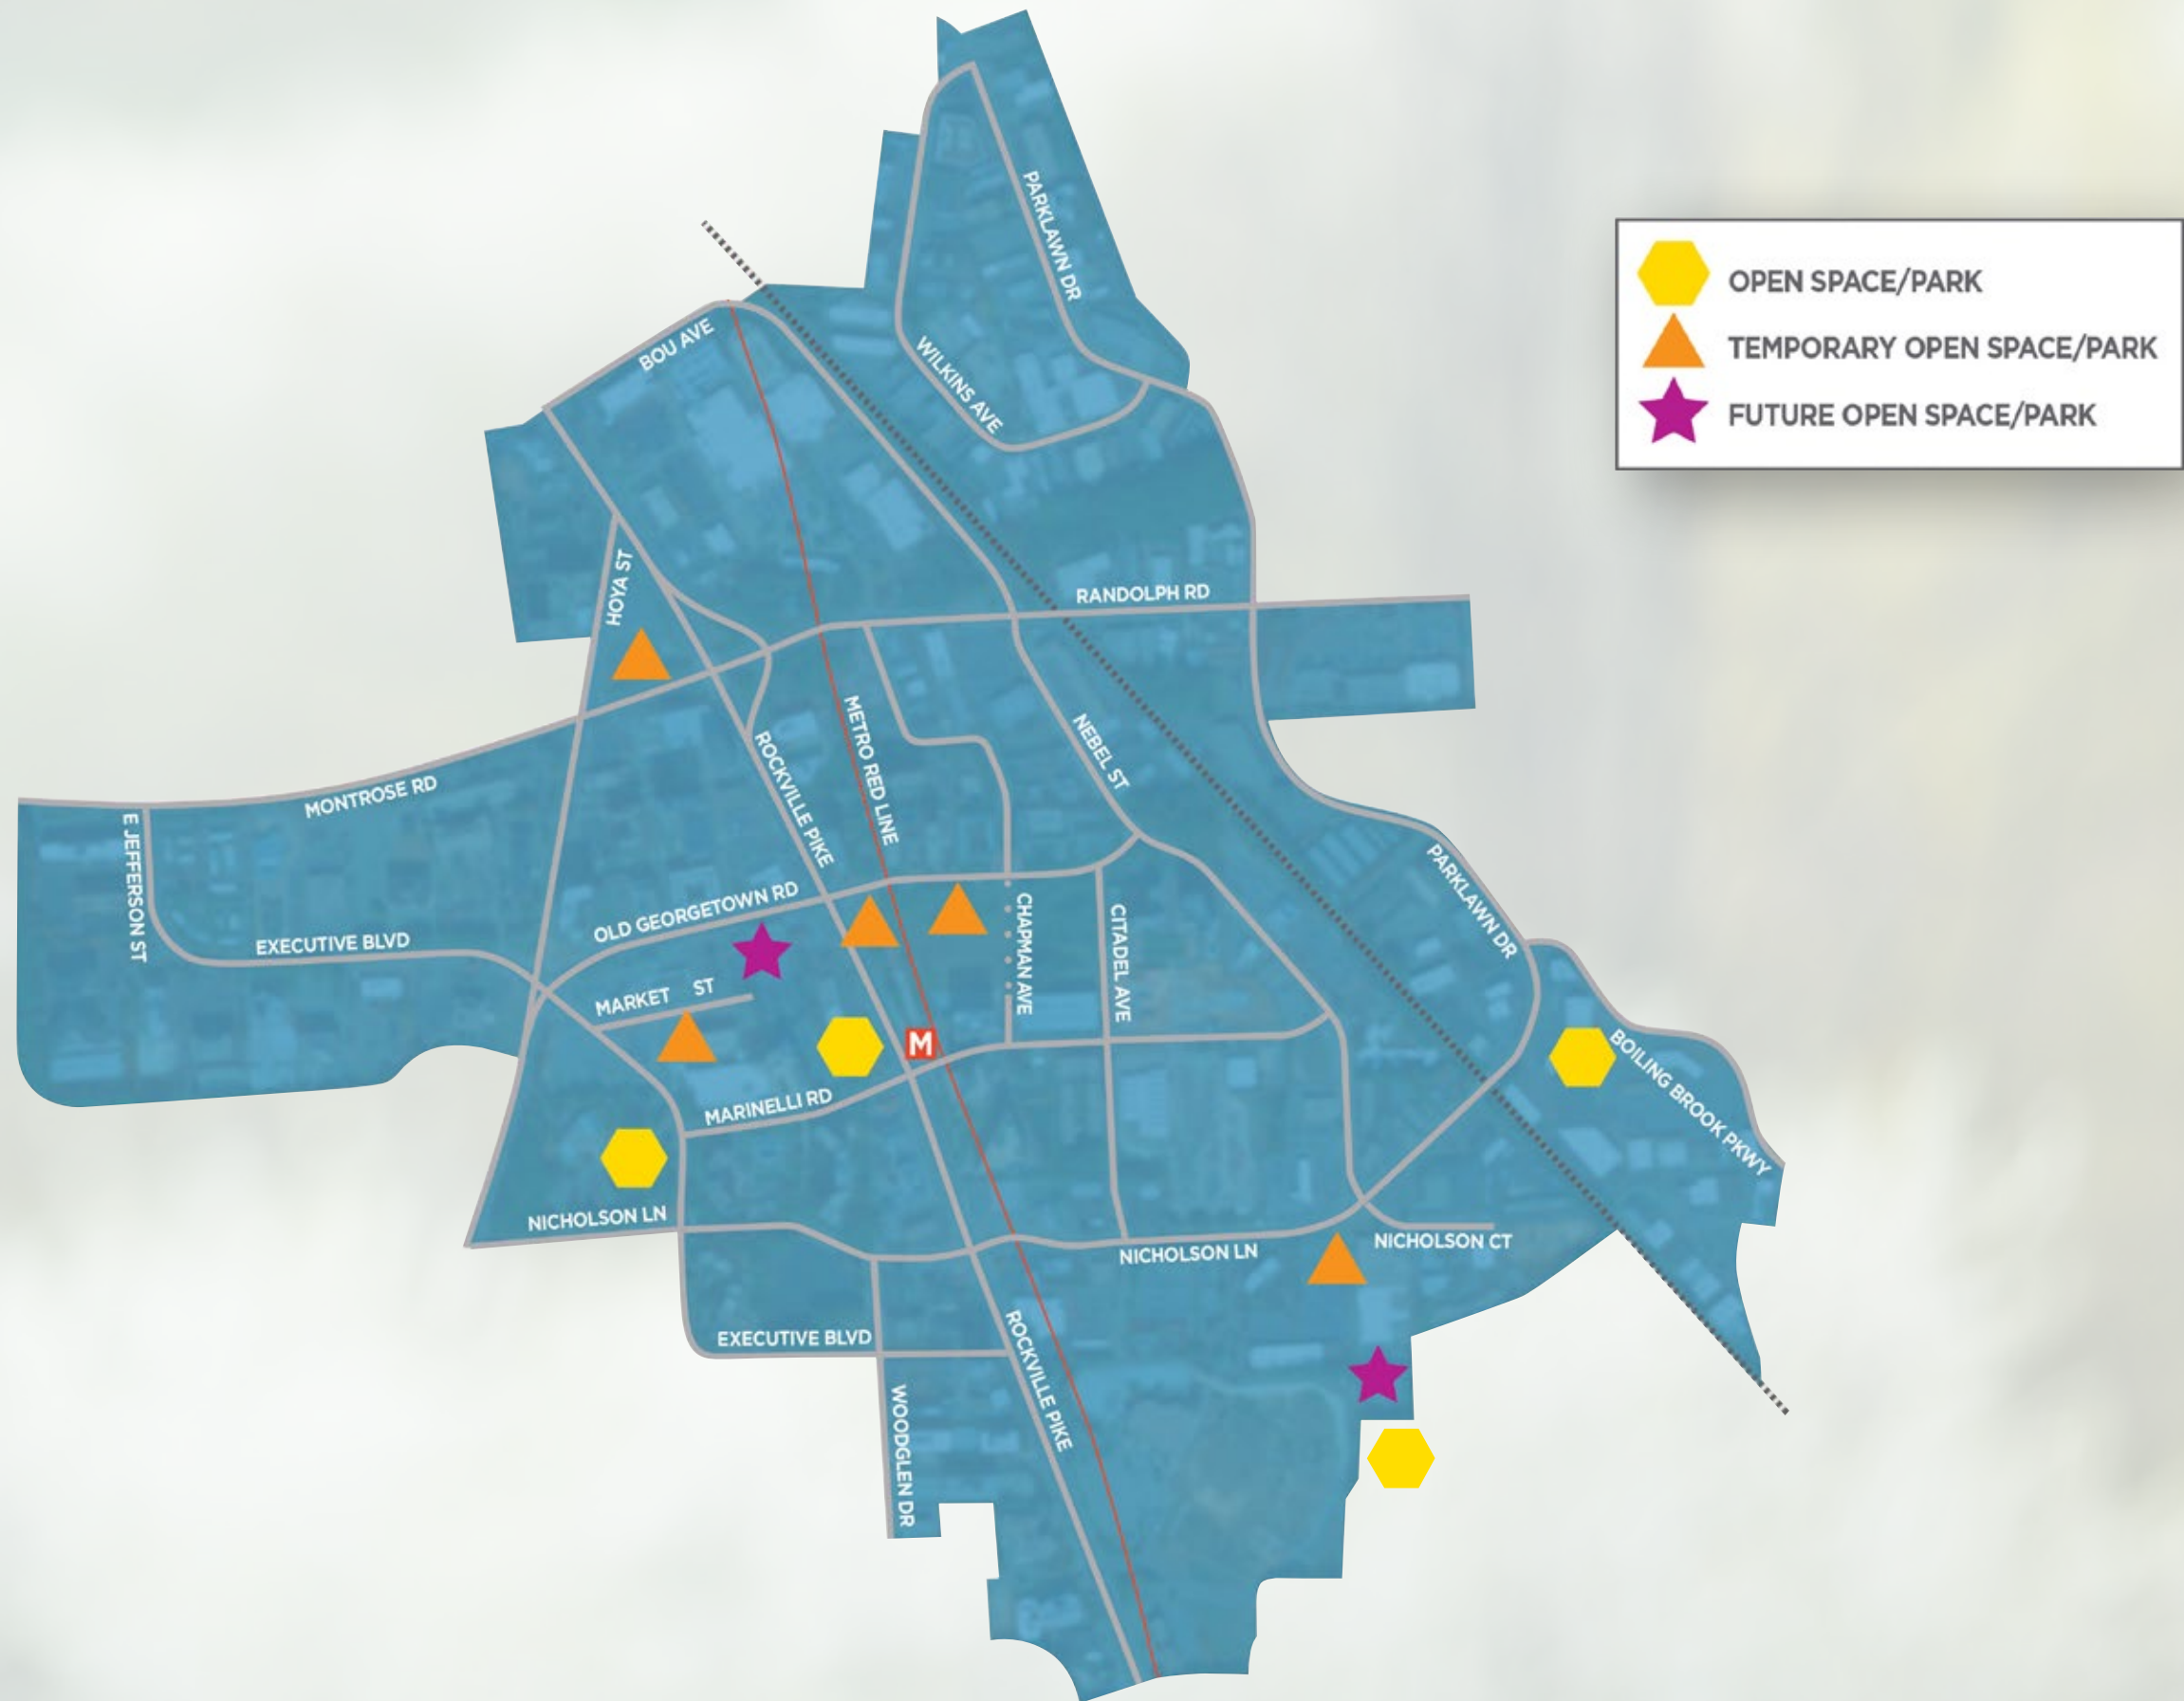 PARKLAWN DR
OPEN SPACE/PARK
TEMPORARY OPEN SPACE/PARK
FUTURE OPEN SPACE/PARK
BOU AVE
WILKINS AVE
HOYA ST
RANDOLPH RD
METRO RED LINE
NEBEL ST
ROCKVILLE PIKE
MONTROSE RD
E JEFFERSON ST
PARKLAWN DR
OLD GEORGETOWN RD
CHAPMAN AVE
CITADEL AVE
EXECUTIVE BLVD
MARKET ST
M
BOILING BROOK PKWY
MARINELLI RD
NICHOLSON LN
NICHOLSON LN
NICHOLSON CT
EXECUTIVE BLVD
ROCKVILLE PIKE
WOODGLEN DR